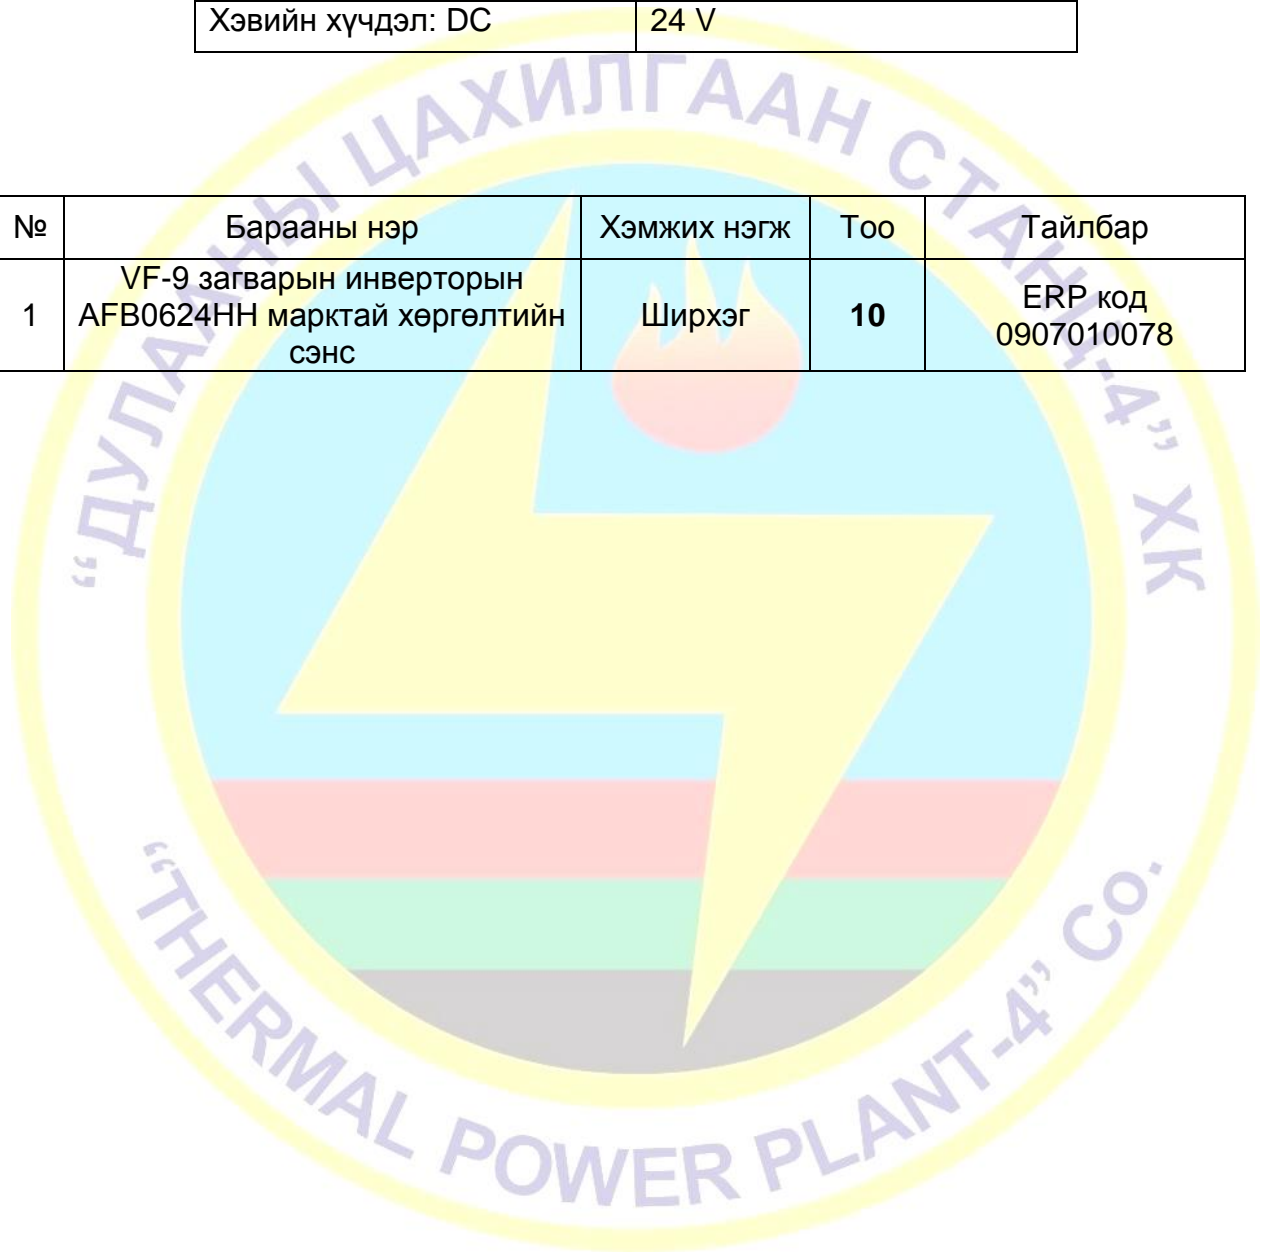 Хэвийн хүчдэл: DC 24 V
№ Барааны нэр Хэмжих нэгж Тоо Тайлбар
1 VF-9 загварын инверторын AFB0624HH марктай хөргөлтийн сэнс Ширхэг 10 ERP код 0907010078
“ДУЛААНЫ ЦАХИЛГААН СТАНЦ-4” ХК
“THERMAL POWER PLANT-4” Co.